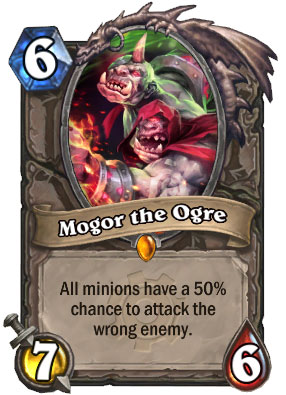 6
Mogor the Ogre
All minions have a 50%
chance to attack the
wrong enemy.
7
6